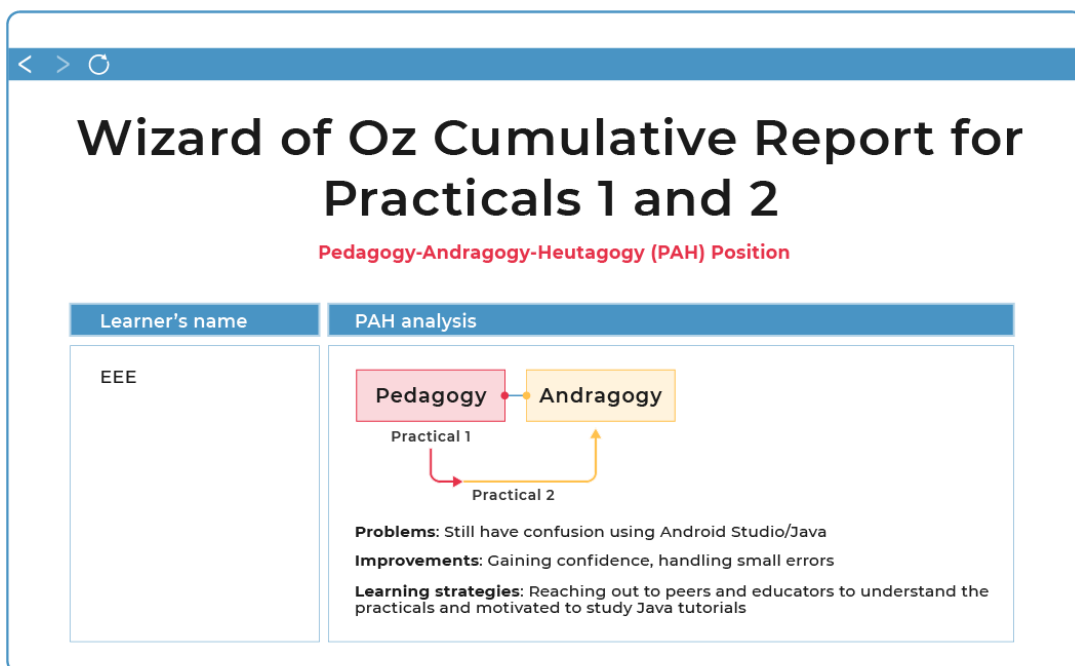 Wizard of Oz Cumulative Report for
Practicals 1 and 2
Pedagogy-Andragogy-Heutagogy (PAH) Position
Learner's name
PAH analysis
EEE
Pedagogy
Andragogy
Practical 1
Practical 2
Problems: Still have confusion using Android Studio/Java
Improvements: Gaining confidence, handling small errors
Learning strategies: Reaching out to peers and educators to understand the
practicals and motivated to study Java tutorials